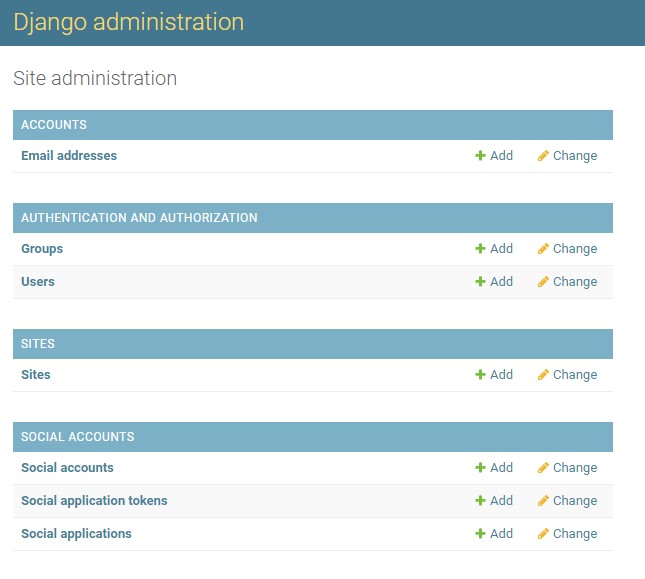 Django administration
Site administration
ACCOUNTS
Email addresses Add Change
AUTHENTICATION AND AUTHORIZATION
Groups Add Change
Users Add Change
SITES
Sites Add Change
SOCIAL ACCOUNTS
Social accounts Add Change
Social application tokens Add Change
Social applications Add Change